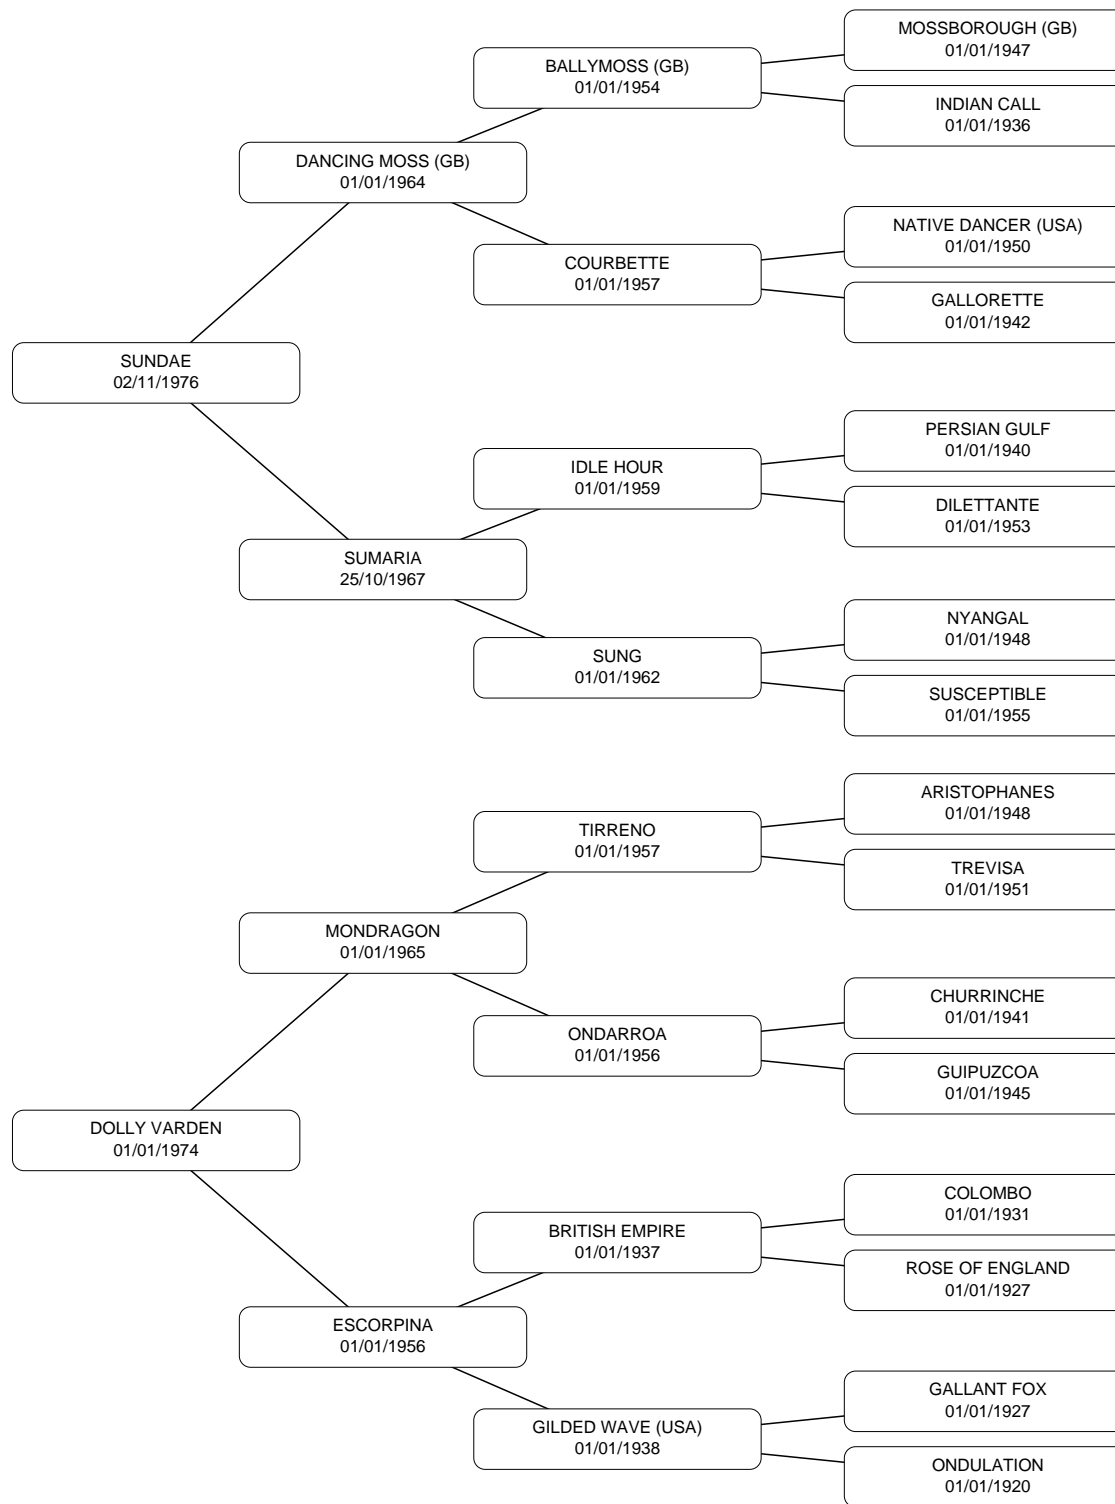 MOSSBOROUGH (GB)
01/01/1947
BALLYMOSS (GB)
01/01/1954
INDIAN CALL
01/01/1936
DANCING MOSS (GB)
01/01/1964
NATIVE DANCER (USA)
01/01/1950
COURBETTE
01/01/1957
GALLORETTE
01/01/1942
SUNDAE
02/11/1976
PERSIAN GULF
01/01/1940
IDLE HOUR
01/01/1959
DILETTANTE
01/01/1953
SUMARIA
25/10/1967
NYANGAL
01/01/1948
SUNG
01/01/1962
SUSCEPTIBLE
01/01/1955
ARISTOPHANES
01/01/1948
TIRRENO
01/01/1957
TREVISA
01/01/1951
MONDRAGON
01/01/1965
CHURRINCHE
01/01/1941
ONDARROA
01/01/1956
GUIPUZCOA
01/01/1945
DOLLY VARDEN
01/01/1974
COLOMBO
01/01/1931
BRITISH EMPIRE
01/01/1937
ROSE OF ENGLAND
01/01/1927
ESCORPINA
01/01/1956
GALLANT FOX
01/01/1927
GILDED WAVE (USA)
01/01/1938
ONDULATION
01/01/1920